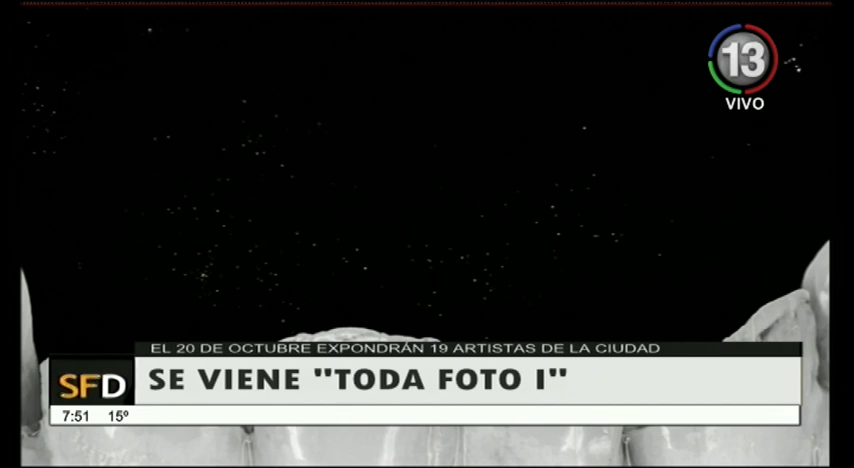 13
VIVO
EL 20 DE OCTUBRE EXPONDRÁN 19 ARTISTAS DE LA CIUDAD
SFD
SE VIENE "TODA FOTO I"
7:51 15º